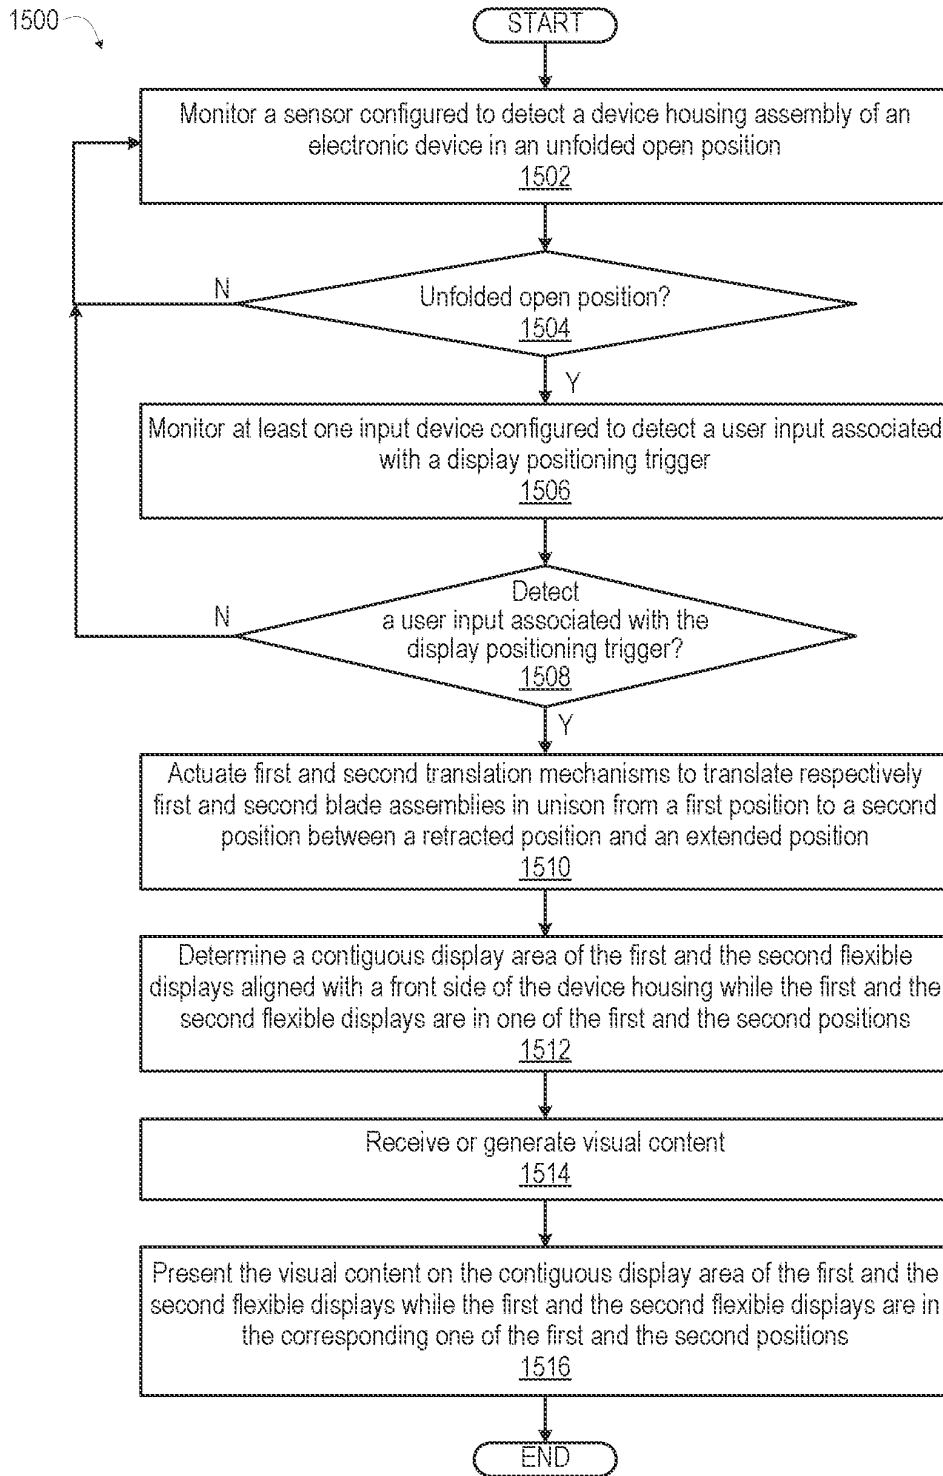 1500
START
Monitor a sensor configured to detect a device housing assembly of an
electronic device in an unfolded open position
1502
N
Unfolded open position?
1504
Y
Monitor at least one input device configured to detect a user input associated
with a display positioning trigger
1506
N
Detect
a user input associated with the
display positioning trigger?
1508
Y
Actuate first and second translation mechanisms to translate respectively
first and second blade assemblies in unison from a first position to a second
position between a retracted position and an extended position
1510
Determine a contiguous display area of the first and the second flexible
displays aligned with a front side of the device housing while the first and the
second flexible displays are in one of the first and the second positions
1512
Receive or generate visual content
1514
Present the visual content on the contiguous display area of the first and the
second flexible displays while the first and the second flexible displays are in
the corresponding one of the first and the second positions
1516
END